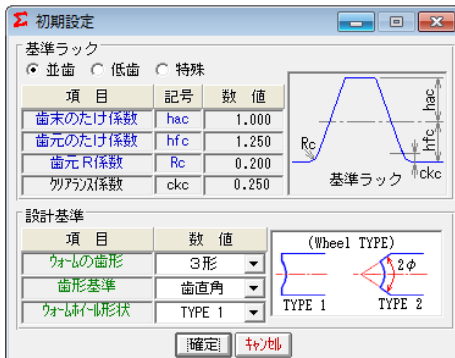 Σ 初期設定
基準ラック
並歯 低歯 特殊
項 目 記号 数 値
歯末のたけ係数 hac 1.000
歯元のたけ係数 hfc 1.250
歯元R係数 Rc 0.200
クリアランス係数 ckc 0.250
hac
hfc
Rc
ckc
基準ラック
設計基準
項 目 数 値
ウォームの歯形 3形
歯形基準 歯直角
ウォームホイール形状 TYPE 1
(Wheel TYPE)
2φ
TYPE 1 TYPE 2
確定 キャンセル